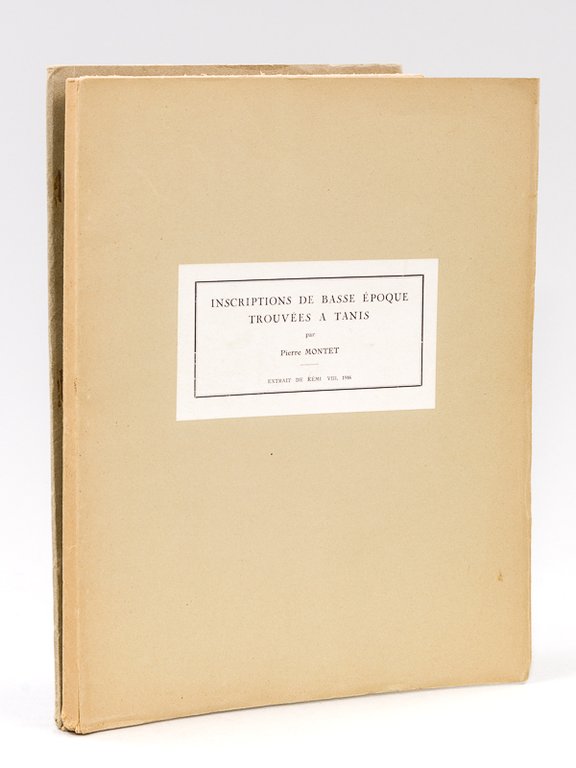 INSCRIPTIONS DE BASSE ÉPOQUE
TROUVÉES A TANIS
par
Pierre MONTET
EXTRAIT DE KÊMI VIII, 1946